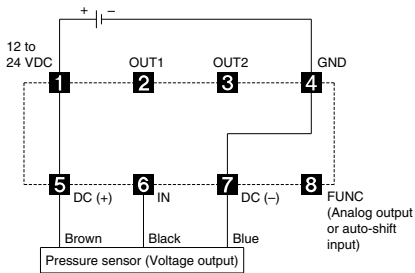 + −
12 to
24 VDC
OUT1
OUT2
GND
1
2
3
4
5
6
7
8
DC (+)
IN
DC (−)
FUNC
(Analog output
or auto-shift
input)
Brown
Black
Blue
Pressure sensor (Voltage output)